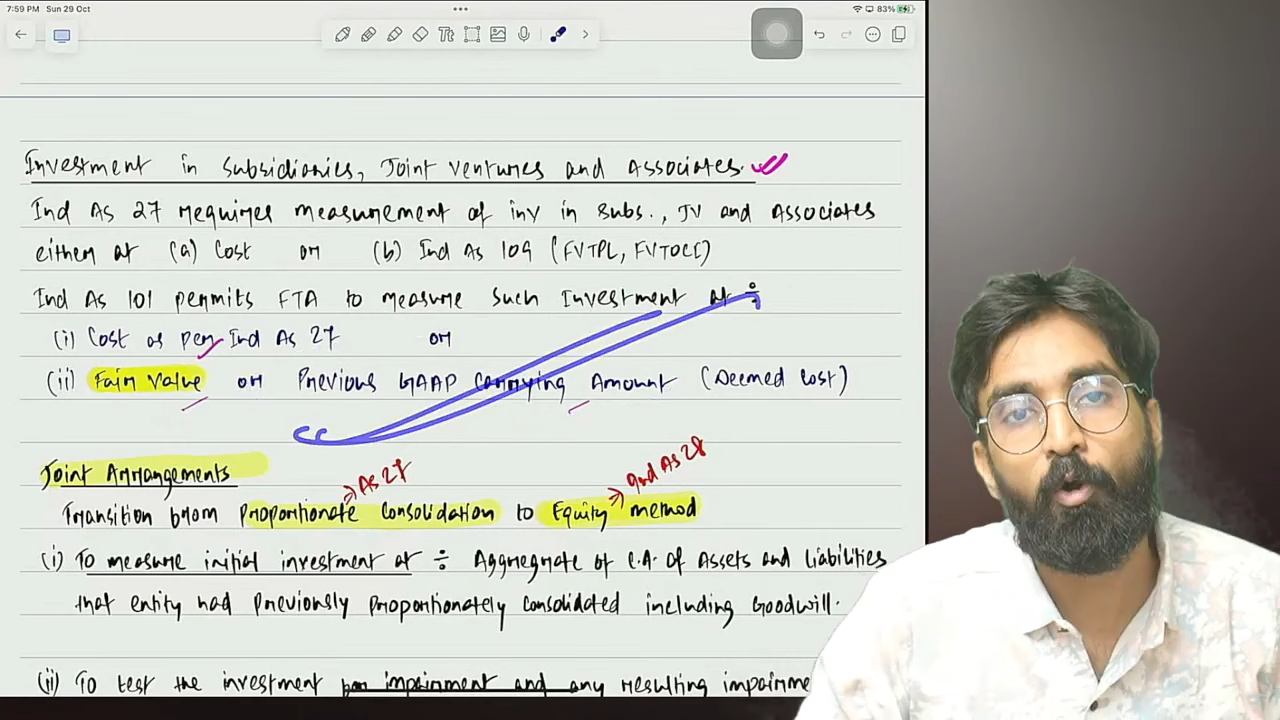 7:59 PM Sun 29 Oct
83%
Tt
Investment in Subsidiaries, Joint ventures and Associates.
Ind As 27 requires measurement of inv in subs., JV and Associates
either at (a) Cost or (b) Ind As 109 (FVTPL, FVTOCI)
Ind As 101 permits FTA to measure such Investment at ÷
(i) Cost as per Ind As 27 or
(ii) Fair Value or Previous GAAP carrying Amount (Deemed cost)
Joint Arrangements
As 27
Ind As 28
Transition from Proportionate Consolidation to Equity method
(i) To measure initial investment at ÷ Aggregate of C.A. of Assets and liabilities
that entity had Previously proportionately consolidated including Goodwill.
(ii) To test the investment for impairment and any resulting impairme